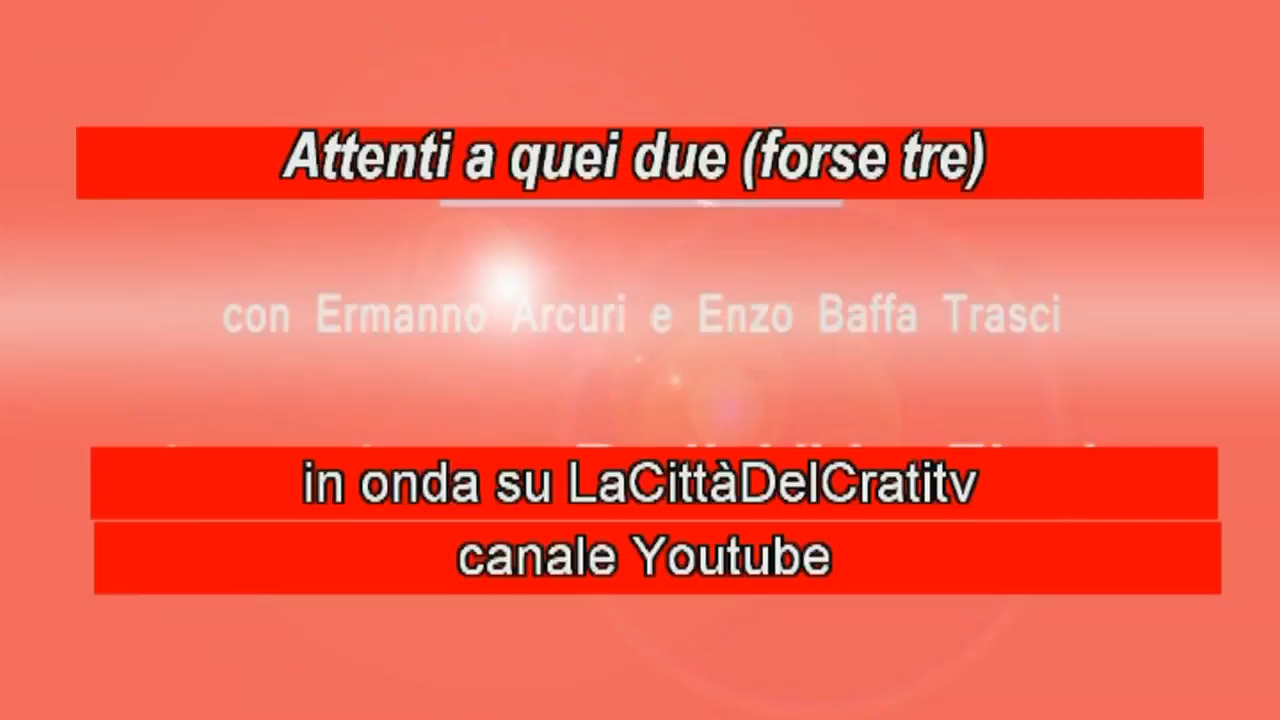 Attenti a quei due (forse tre)
con Ermanno Arcuri e Enzo Baffa Trasci
in onda su LaCittàDelCratitv
canale Youtube